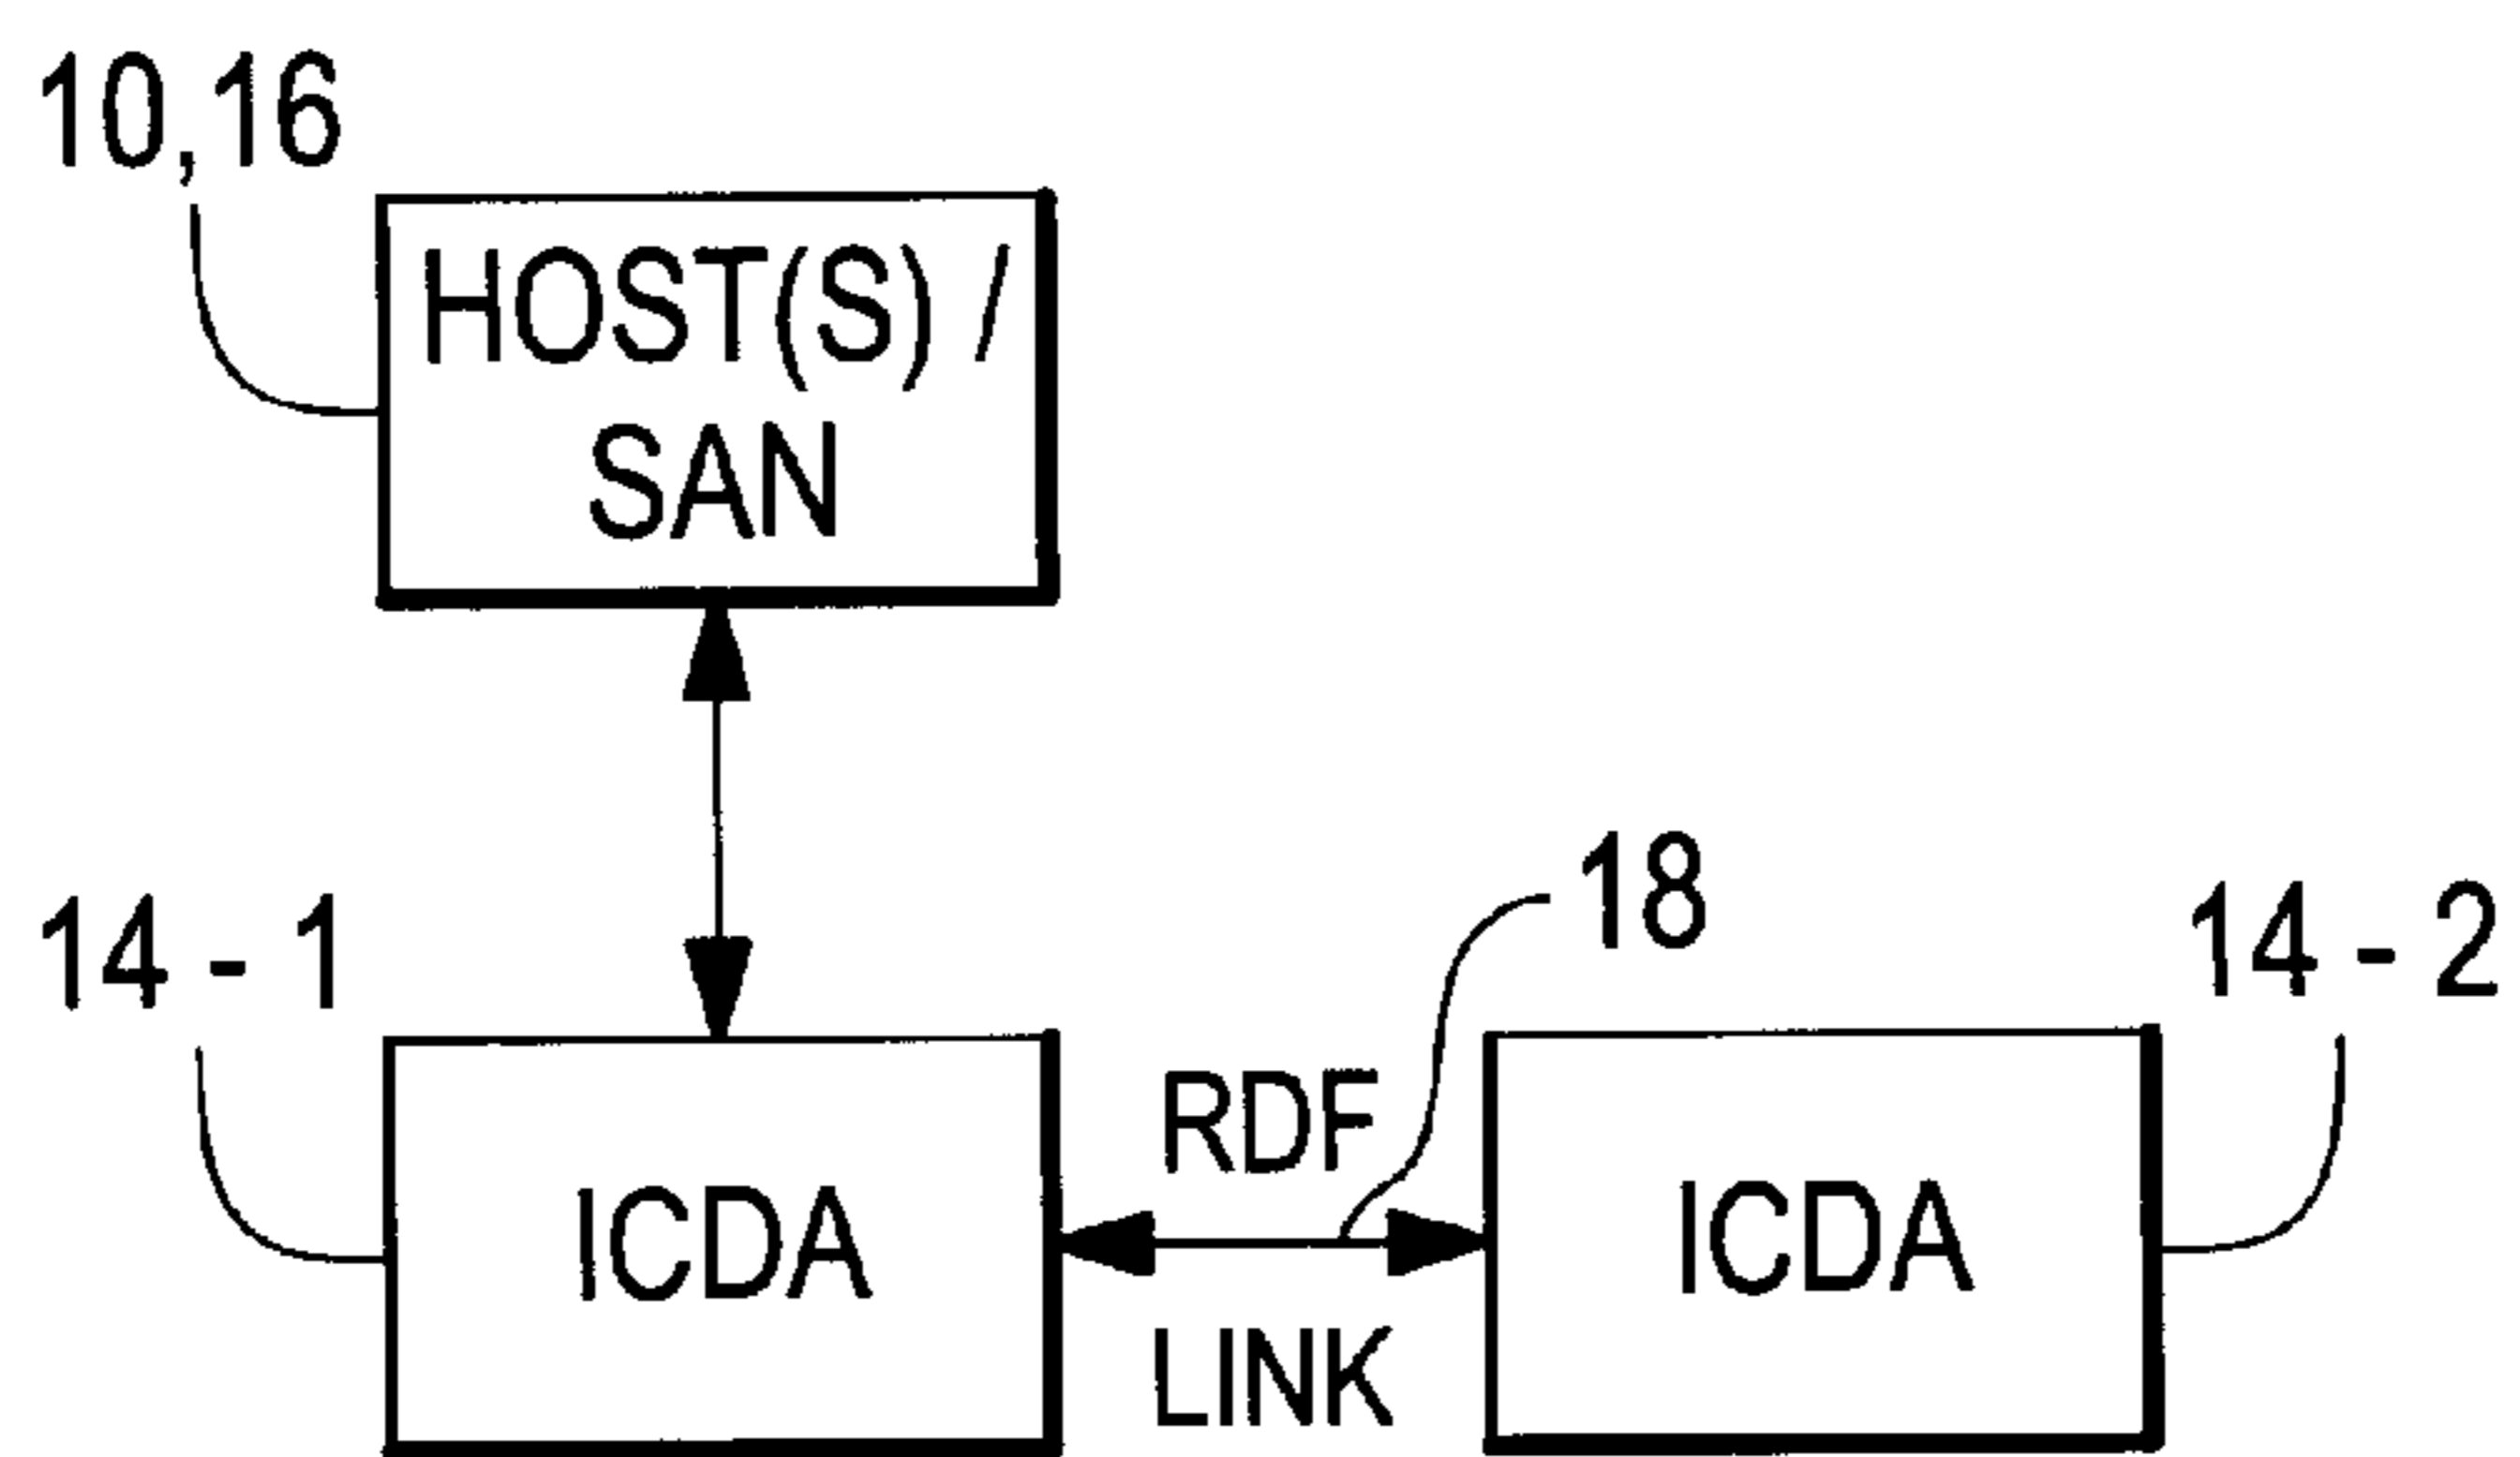 10,16
HOST(S) /
SAN
18
14 - 1
14 - 2
RDF
ICDA
ICDA
LINK